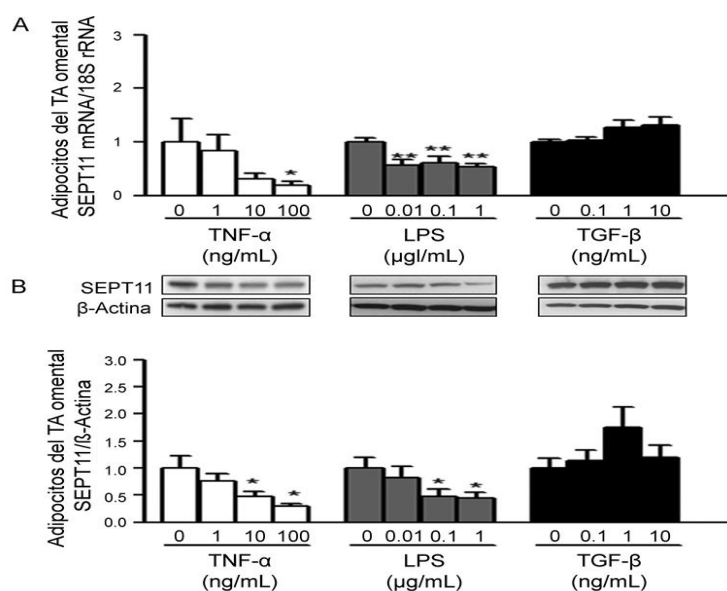 A
Adipocitos del TA omental
SEPT11 mRNA/18S rRNA
3
2
1
0
*
** ** **
0 1 10 100
0 0.01 0.1 1
0 0.1 1 10
TNF-α
(ng/mL)
LPS
(µgl/mL)
TGF-β
(ng/mL)
B
SEPT11
β-Actina
Adipocitos del TA omental
SEPT11/ß-Actina
3.0
2.5
2.0
1.5
1.0
0.5
0.0
* *
* *
0 1 10 100
0 0.01 0.1 1
0 0.1 1 10
TNF-α
(ng/mL)
LPS
(µg/mL)
TGF-β
(ng/mL)